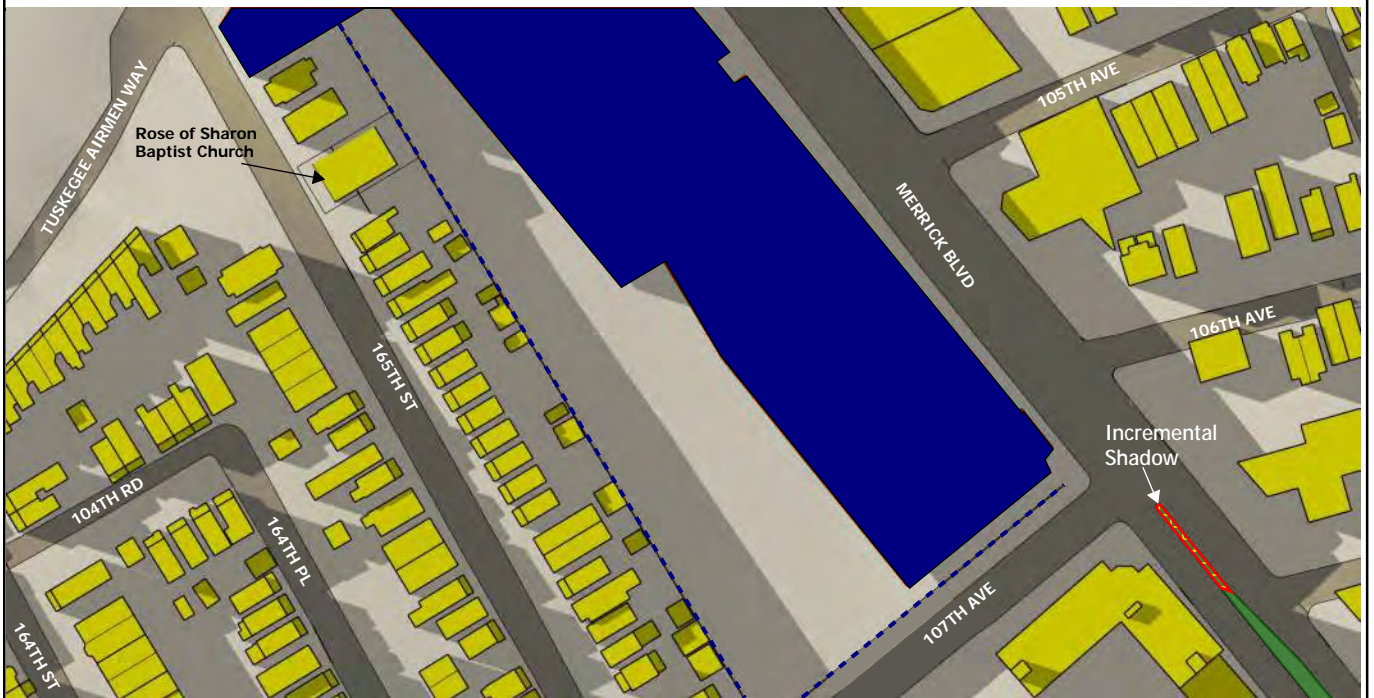 TUSKEGEE AIRMEN WAY
Rose of Sharon
Baptist Church
105TH AVE
MERRICK BLVD
106TH AVE
165TH ST
Incremental
Shadow
104TH RD
164TH PL
107TH AVE
164TH ST